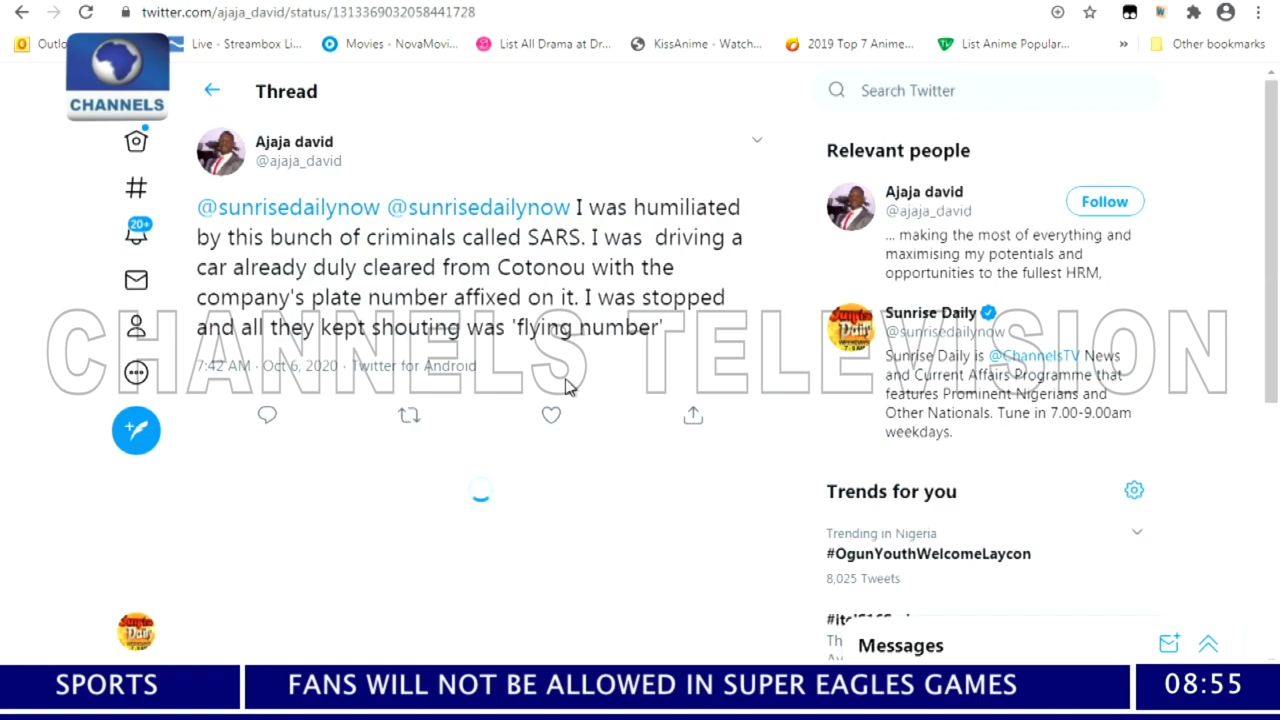 twitter.com/ajaja_david/status/1313369032058441728
Outlo
Live - Streambox Li...
Movies - NovaMovi...
List All Drama at Dr...
KissAnime - Watch...
2019 Top 7 Anime...
List Anime Popular...
»
Other bookmarks
CHANNELS
Thread
Search Twitter
Ajaja david
@ajaja_david
@sunrisedailynow @sunrisedailynow I was humiliated
by this bunch of criminals called SARS. I was driving a
car already duly cleared from Cotonou with the
company's plate number affixed on it. I was stopped
and all they kept shouting was 'flying number'
7:42 AM · Oct 6, 2020 · Twitter for Android
20+
Relevant people
Ajaja david
@ajaja_david
Follow
... making the most of everything and
maximising my potentials and
opportunities to the fullest HRM,
Sunrise Daily
@sunrisedailynow
Sunrise Daily is @ChannelsTV News
and Current Affairs Programme that
features Prominent Nigerians and
Other Nationals. Tune in 7.00-9.00am
weekdays.
CHANNELS TELEVISION
Trends for you
Trending in Nigeria
#OgunYouthWelcomeLaycon
8,025 Tweets
Th
Messages
Sunrise
Daily
SPORTS
FANS WILL NOT BE ALLOWED IN SUPER EAGLES GAMES
08:55